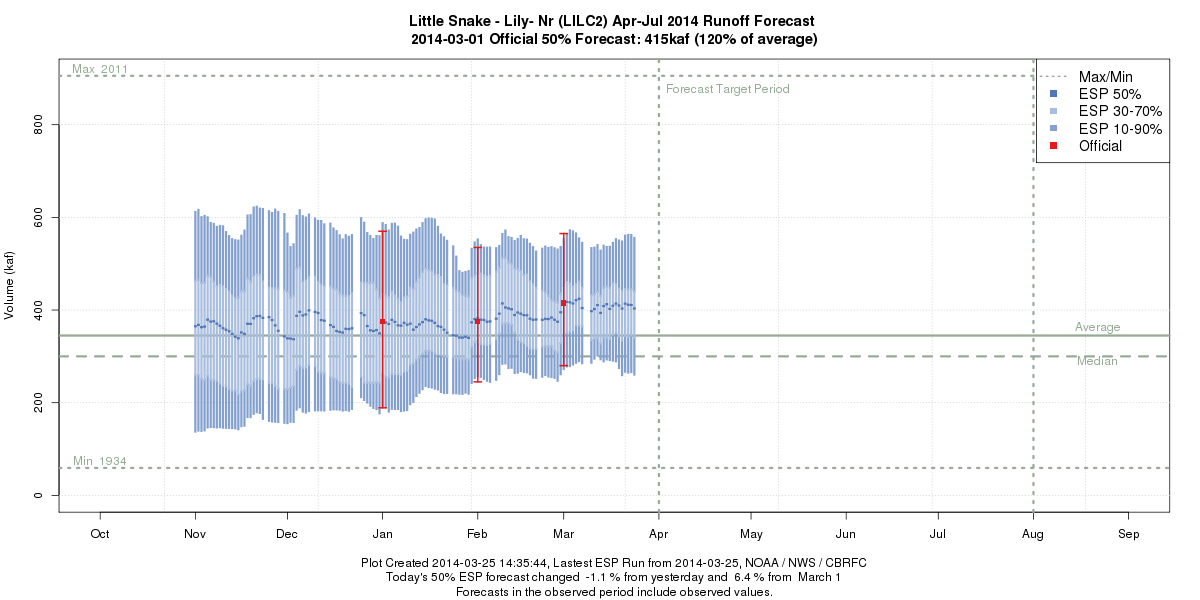 Little Snake - Lily- Nr (LILC2) Apr-Jul 2014 Runoff Forecast
2014-03-01 Official 50% Forecast: 415kaf (120% of average)
Max 2011
Forecast Target Period
Max/Min
ESP 50%
ESP 30-70%
ESP 10-90%
Official
Volume (kaf)
800
600
400
200
0
Average
Median
Min 1934
Oct Nov Dec Jan Feb Mar Apr May Jun Jul Aug Sep
Plot Created 2014-03-25 14:35:44, Lastest ESP Run from 2014-03-25, NOAA / NWS / CBRFC
Today's 50% ESP forecast changed -1.1 % from yesterday and 6.4 % from March 1
Forecasts in the observed period include observed values.